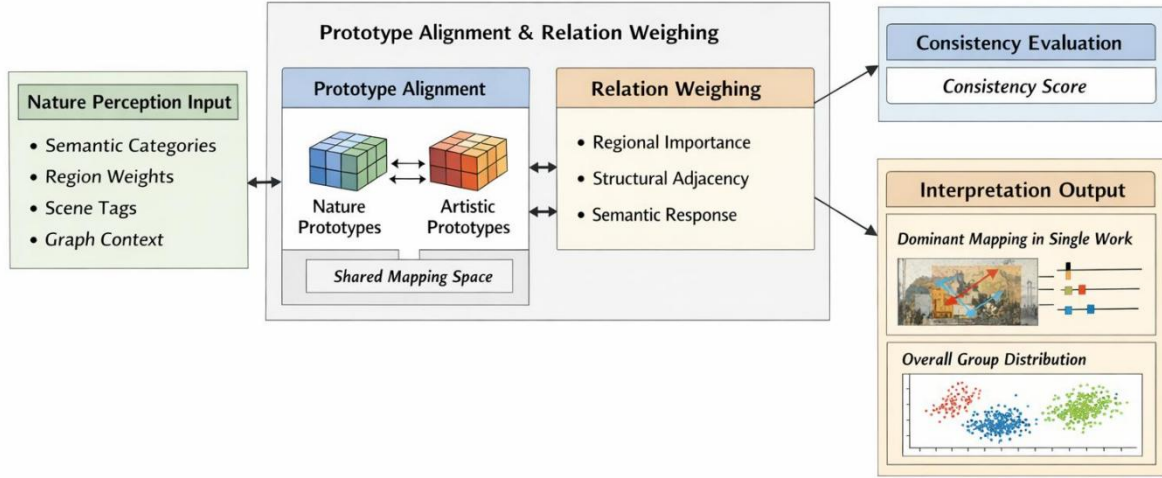 Nature Perception Input
• Semantic Categories
• Region Weights
• Scene Tags
• Graph Context
Prototype Alignment & Relation Weighing
Prototype Alignment
Nature
Prototypes
Artistic
Prototypes
Shared Mapping Space
Relation Weighing
• Regional Importance
• Structural Adjacency
• Semantic Response
Consistency Evaluation
Consistency Score
Interpretation Output
Dominant Mapping in Single Work
Overall Group Distribution